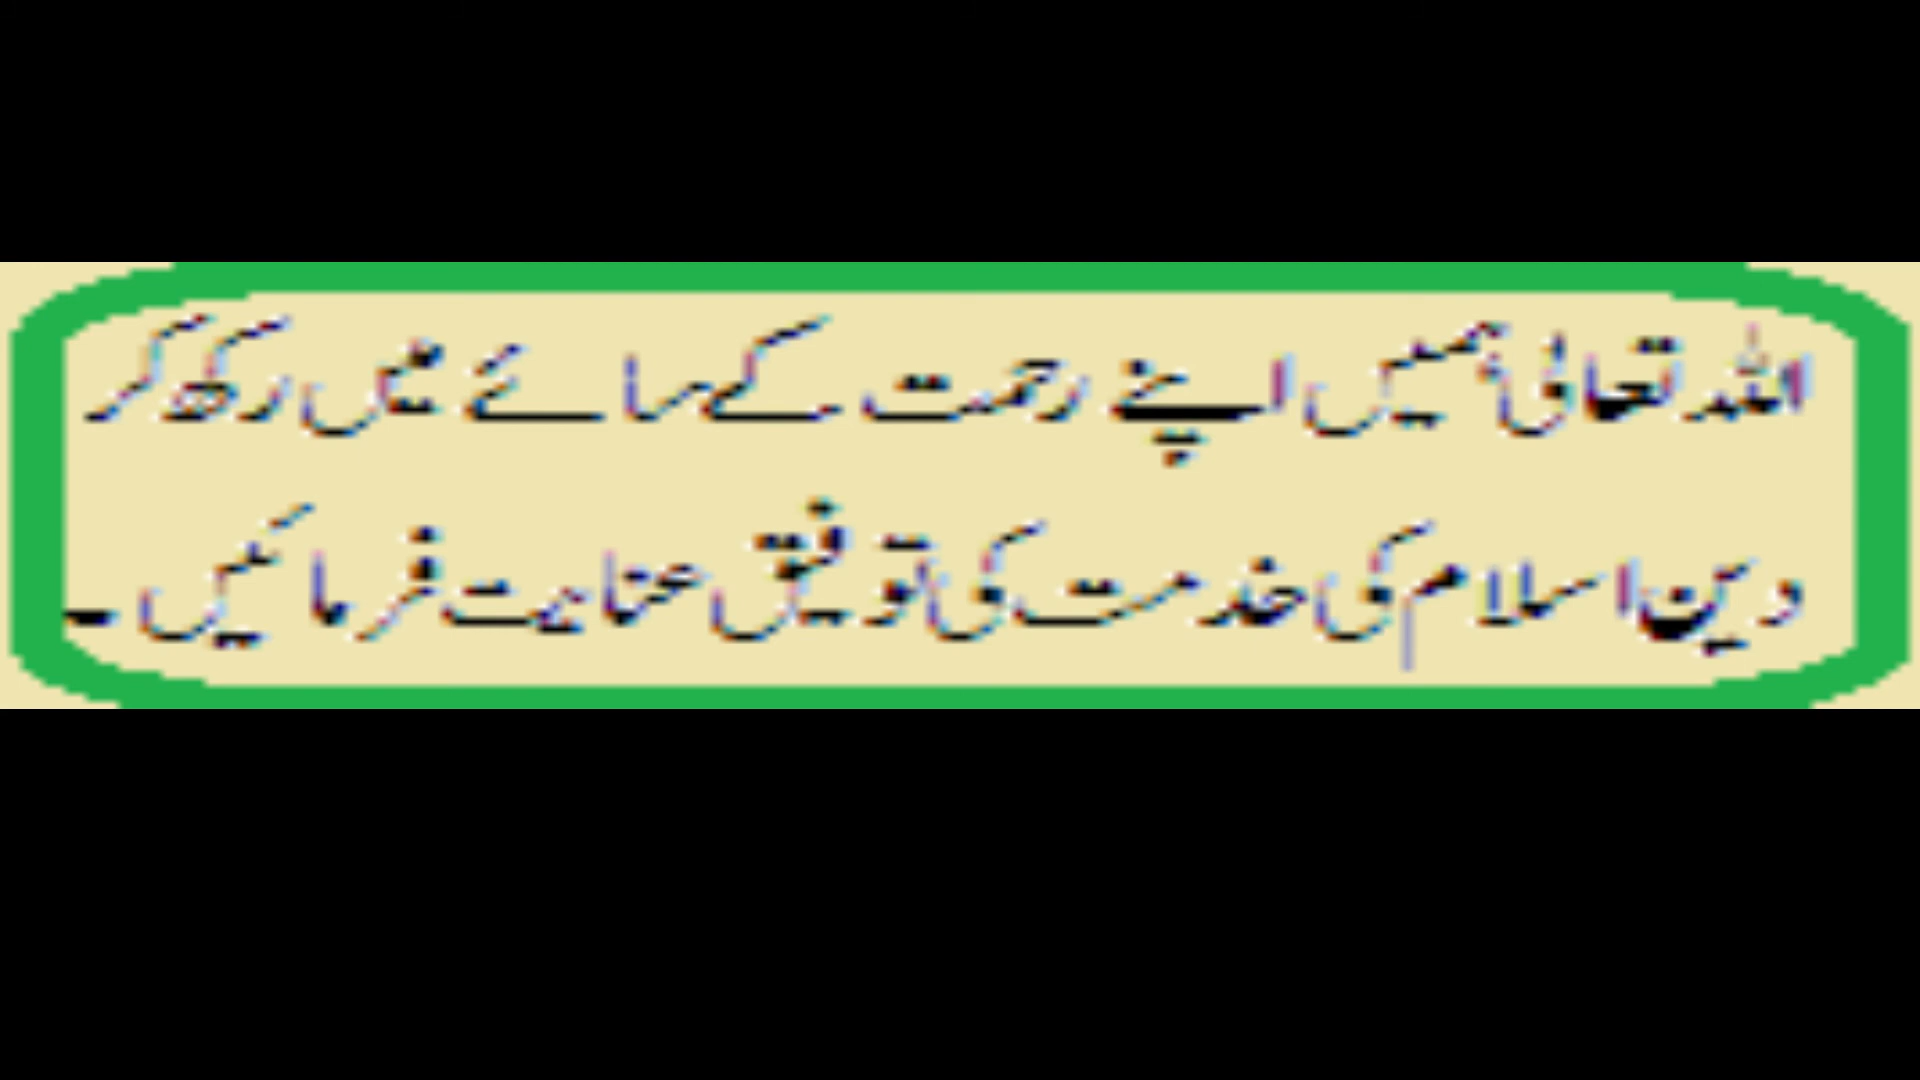 اللہ تعالیٰ ہمیں اپنے رحمت کے سائے میں رکھ کر
دین اسلام کی خدمت کی توفیق عنایت فرمائیں ۔